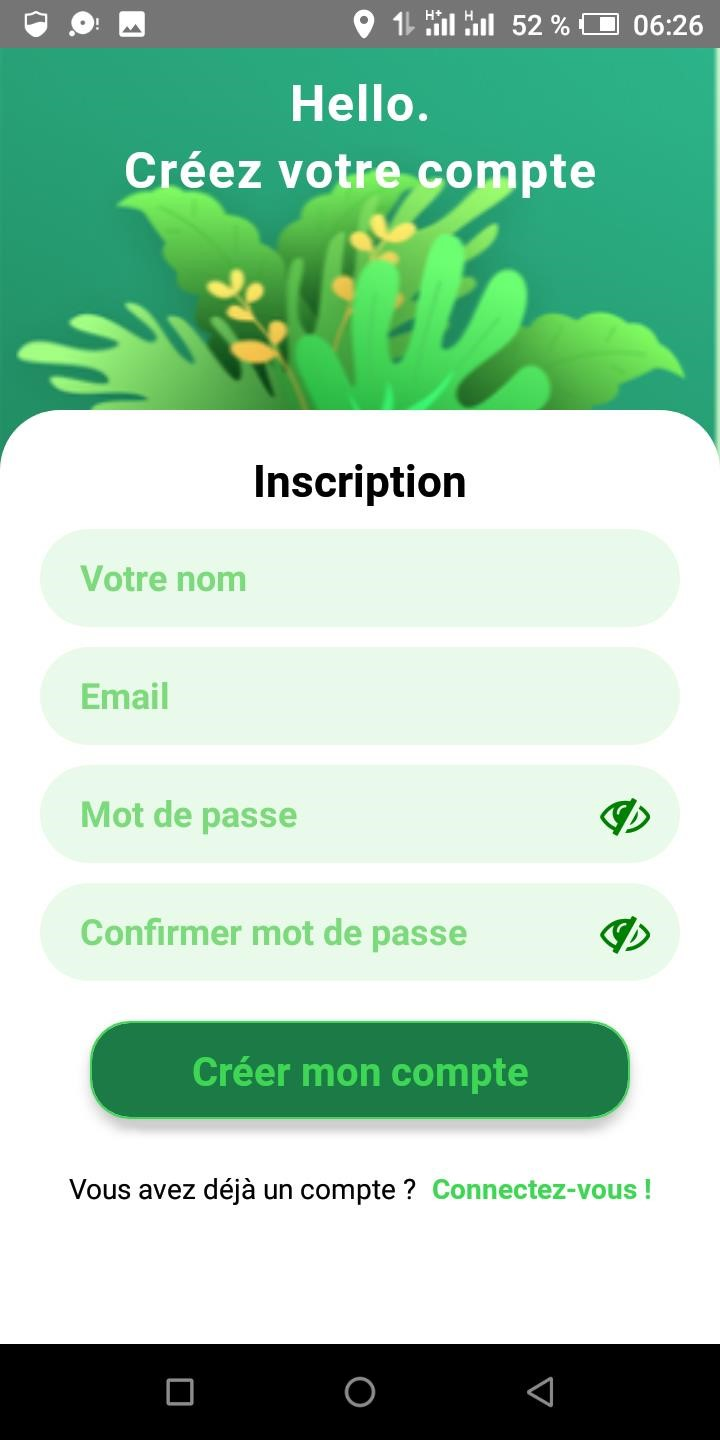 H+ H 52 % 06:26
Hello.
Créez votre compte
Inscription
Votre nom
Email
Mot de passe
Confirmer mot de passe
Créer mon compte
Vous avez déjà un compte ? Connectez-vous !